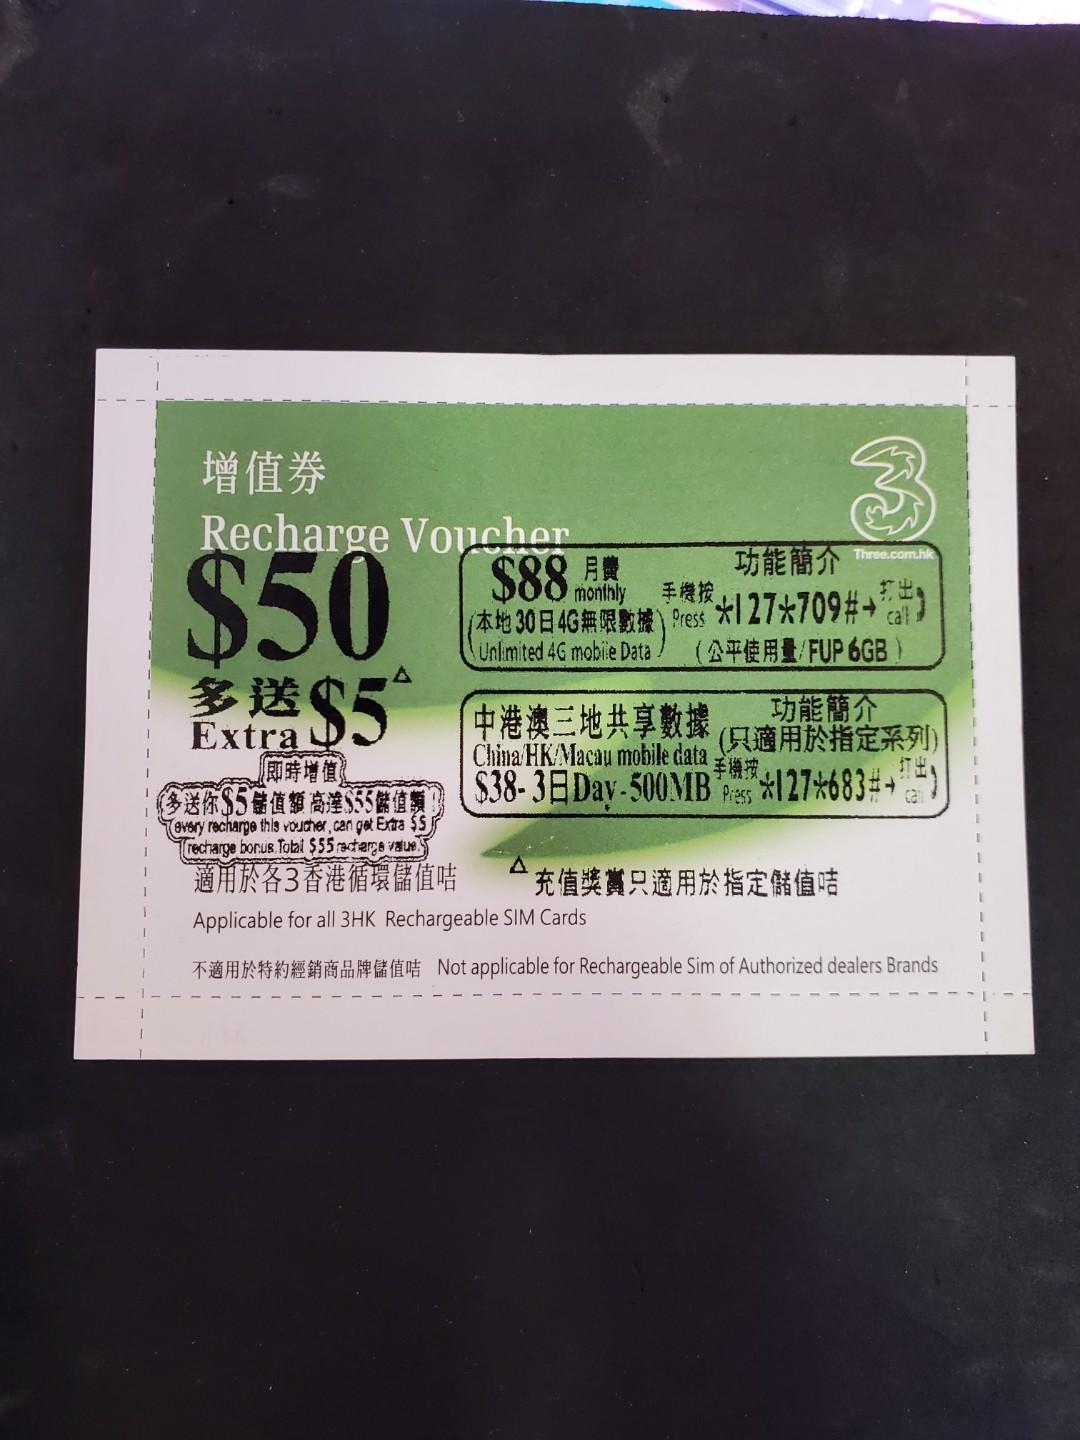 增值券
Recharge Voucher
3
Three.com.hk
$50
多送 $5△
Extra
即時增值
多送你$5儲值額 高達$55儲值額!
(every recharge this voucher, can get Extra $5
recharge bonus. Total $55 recharge value.)
$88 月費 monthly
(本地30日4G無限數據)
Unlimited 4G mobile Data
功能簡介
手機按 Press *127*709#→ 打出 call
(公平使用量/FUP 6GB)
中港澳三地共享數據
China/HK/Macau mobile data
$38- 3日Day-500MB
功能簡介
(只適用於指定系列)
手機按 Press *127*683#→ 打出 call
△ 充值獎賞只適用於指定儲值咭
適用於各3香港循環儲值咭
Applicable for all 3HK Rechargeable SIM Cards
不適用於特約經銷商品牌儲值咭 Not applicable for Rechargeable Sim of Authorized dealers Brands